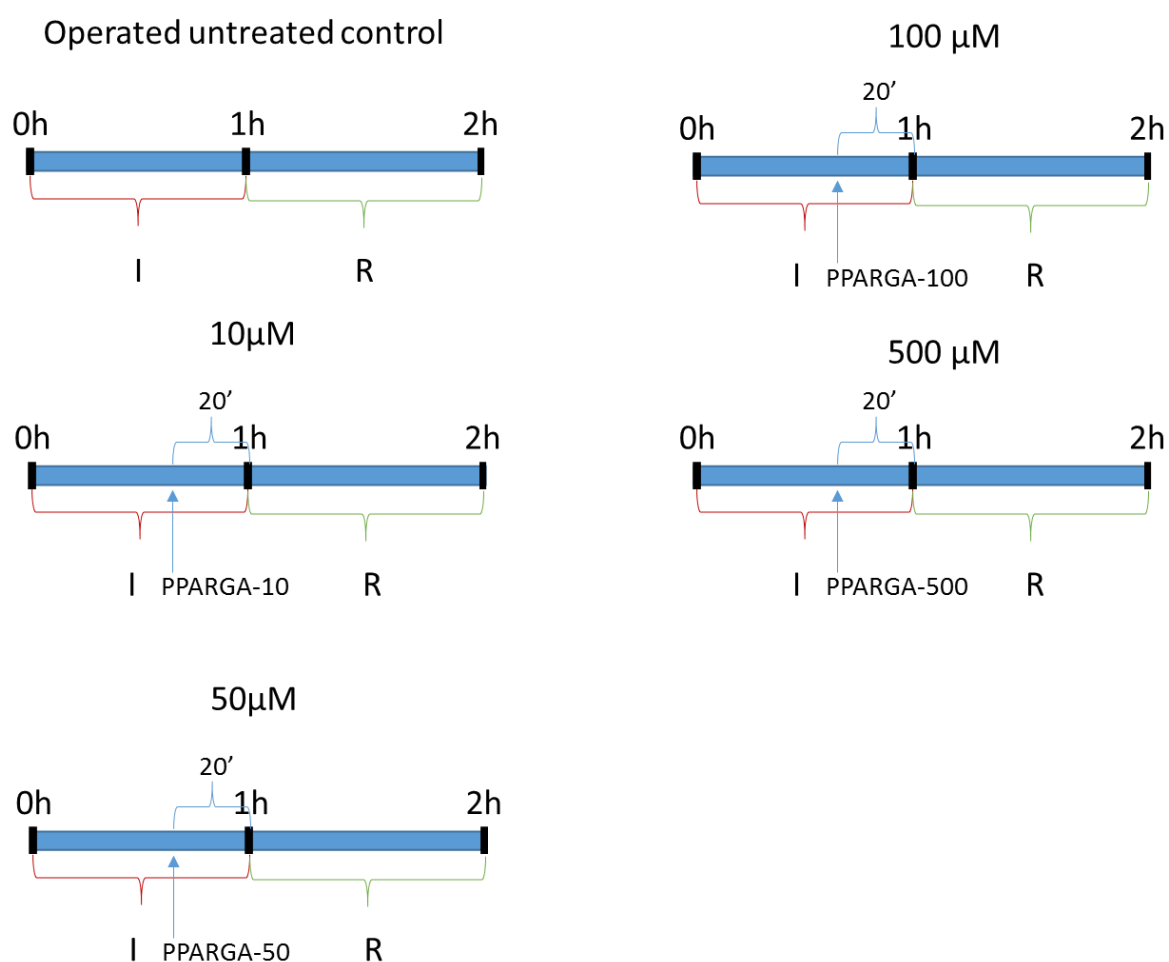 Operated untreated control
0h 1h 2h
I R
10µM
20’
0h 1h 2h
I PPARGA-10 R
50µM
20’
0h 1h 2h
I PPARGA-50 R
100 µM
20’
0h 1h 2h
I PPARGA-100 R
500 µM
20’
0h 1h 2h
I PPARGA-500 R